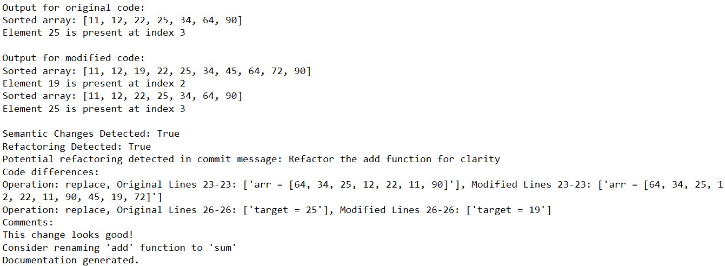 Output for original code:
Sorted array: [11, 12, 22, 25, 34, 64, 90]
Element 25 is present at index 3

Output for modified code:
Sorted array: [11, 12, 19, 22, 25, 34, 45, 64, 72, 90]
Element 19 is present at index 2
Sorted array: [11, 12, 22, 25, 34, 64, 90]
Element 25 is present at index 3

Semantic Changes Detected: True
Refactoring Detected: True
Potential refactoring detected in commit message: Refactor the add function for clarity
Code differences:
Operation: replace, Original Lines 23-23: ['arr = [64, 34, 25, 12, 22, 11, 90]'], Modified Lines 23-23: ['arr = [64, 34, 25, 1
2, 22, 11, 90, 45, 19, 72]']
Operation: replace, Original Lines 26-26: ['target = 25'], Modified Lines 26-26: ['target = 19']
Comments:
This change looks good!
Consider renaming 'add' function to 'sum'
Documentation generated.